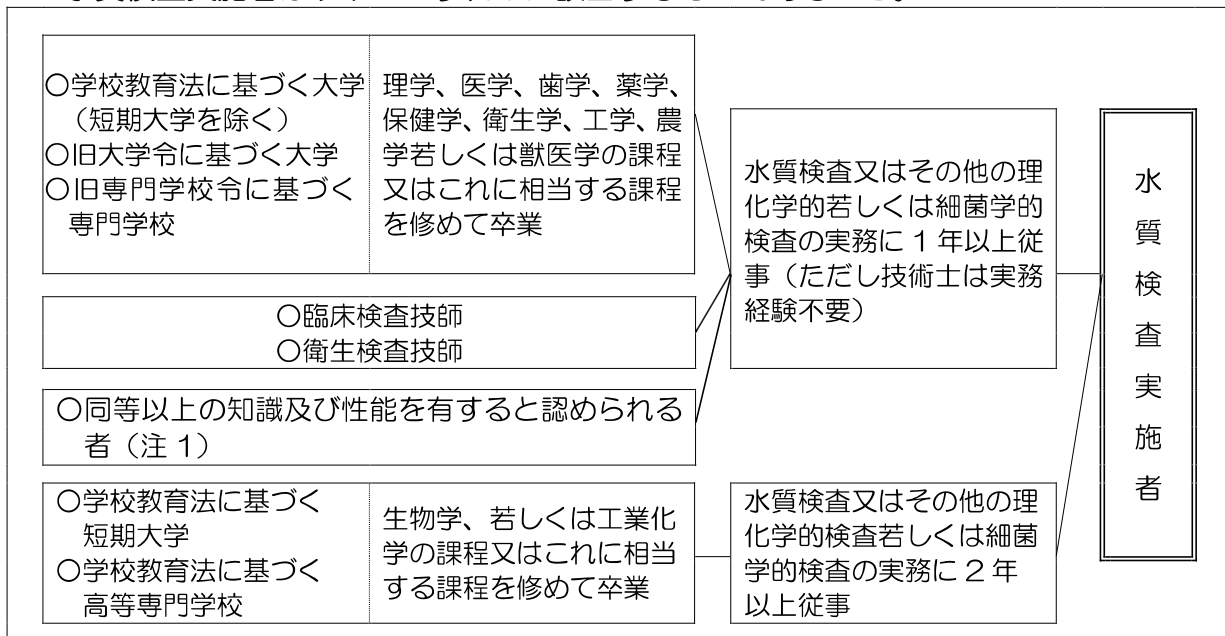 〇学校教育法に基づく大学
（短期大学を除く）
〇旧大学令に基づく大学
〇旧専門学校令に基づく
専門学校
理学、医学、歯学、薬学、
保健学、衛生学、工学、農
学若しくは獣医学の課程
又はこれに相当する課程
を修めて卒業
〇臨床検査技師
〇衛生検査技師
〇同等以上の知識及び性能を有すると認められる
者（注１）
水質検査又はその他の理
化学的若しくは細菌学的
検査の実務に１年以上従
事（ただし技術士は実務
経験不要）
〇学校教育法に基づく
短期大学
〇学校教育法に基づく
高等専門学校
生物学、若しくは工業化
学の課程又はこれに相当
する課程を修めて卒業
水質検査又はその他の理
化学的検査若しくは細菌
学的検査の実務に２年
以上従事
水質検査実施者